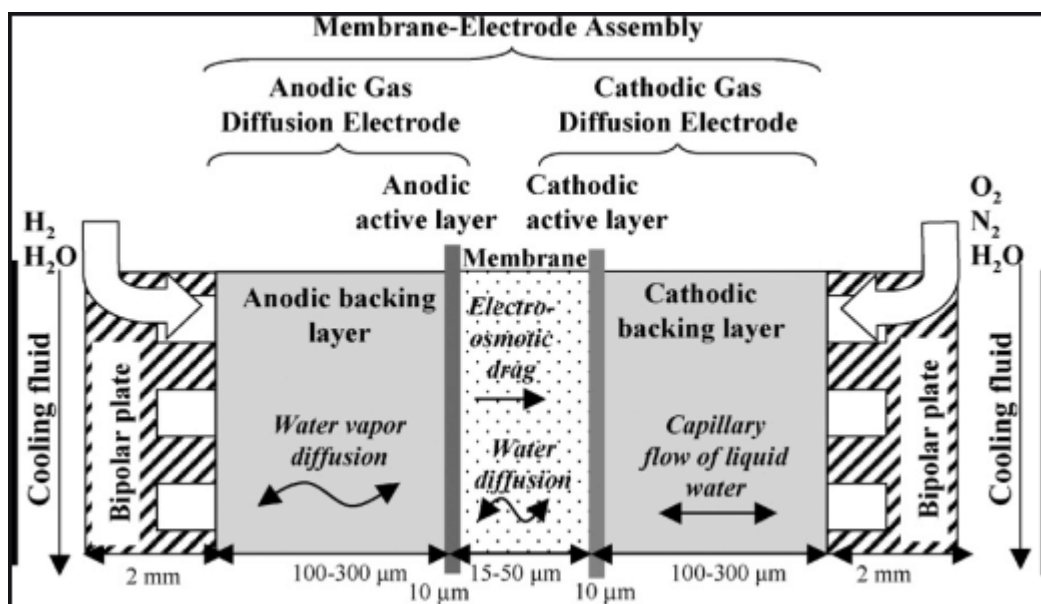 Membrane-Electrode Assembly
Anodic Gas
Diffusion Electrode
Cathodic Gas
Diffusion Electrode
Anodic
active layer
Cathodic
active layer
H₂
H₂O
O₂
N₂
H₂O
Membrane
Anodic backing
layer
Electro-
osmotic
drag
Cathodic
backing layer
Cooling fluid
Bipolar plate
Water vapor
diffusion
Water
diffusion
Capillary
flow of liquid
water
Bipolar plate
Cooling fluid
2 mm
100-300 μm
10 μm
15-50 μm
10 μm
100-300 μm
2 mm